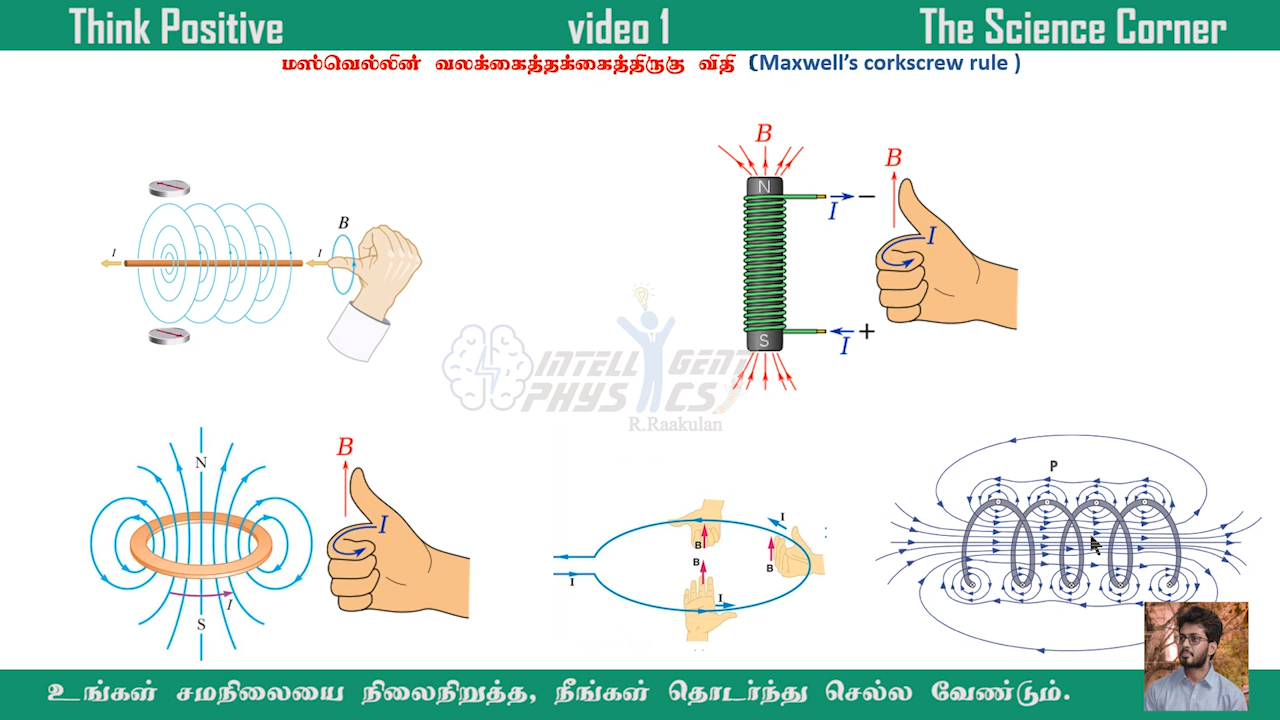 Think Positive
video 1
The Science Corner
மஸ்வெல்லின் வலக்கைத்தக்கைத்திருகு விதி (Maxwell's corkscrew rule )
B
N
I
−
B
I
S
I
+
I
I
B
INTELLIGENT
PHYSICS
R.Raakulan
N
I
S
B
I
I
I
B
B
B
I
I
P
உங்கள் சமநிலையை நிலைநிறுத்த, நீங்கள் தொடர்ந்து செல்ல வேண்டும்.